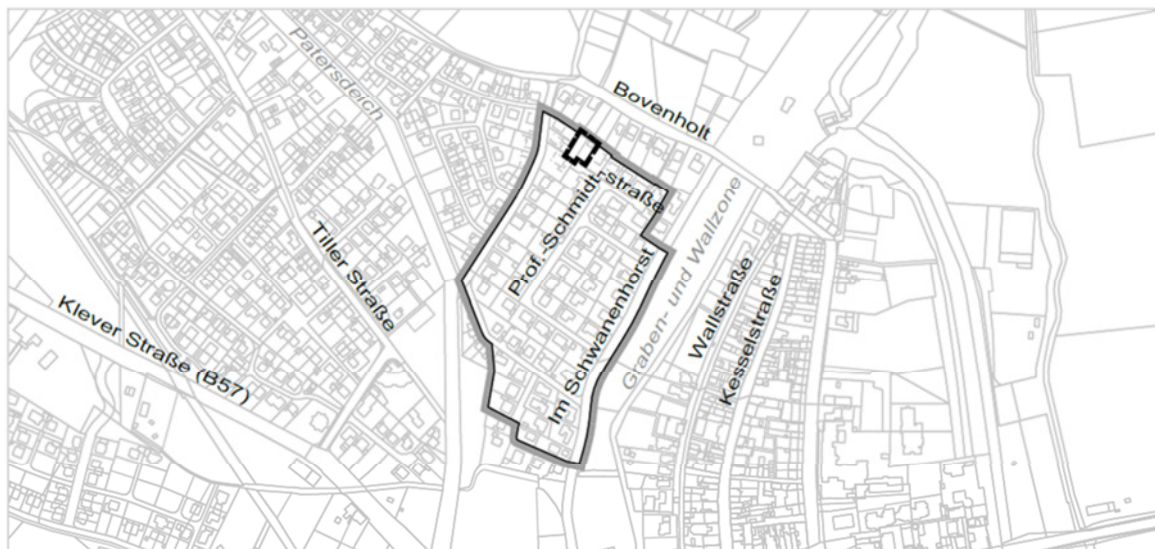 Patersdeich
Bovenholt
Prof.-Schmidt-straße
Tiller Straße
Klever Straße (B57)
Im Schwanenhorst
Graben- und Wallzone
Wallstraße
Kesselstraße